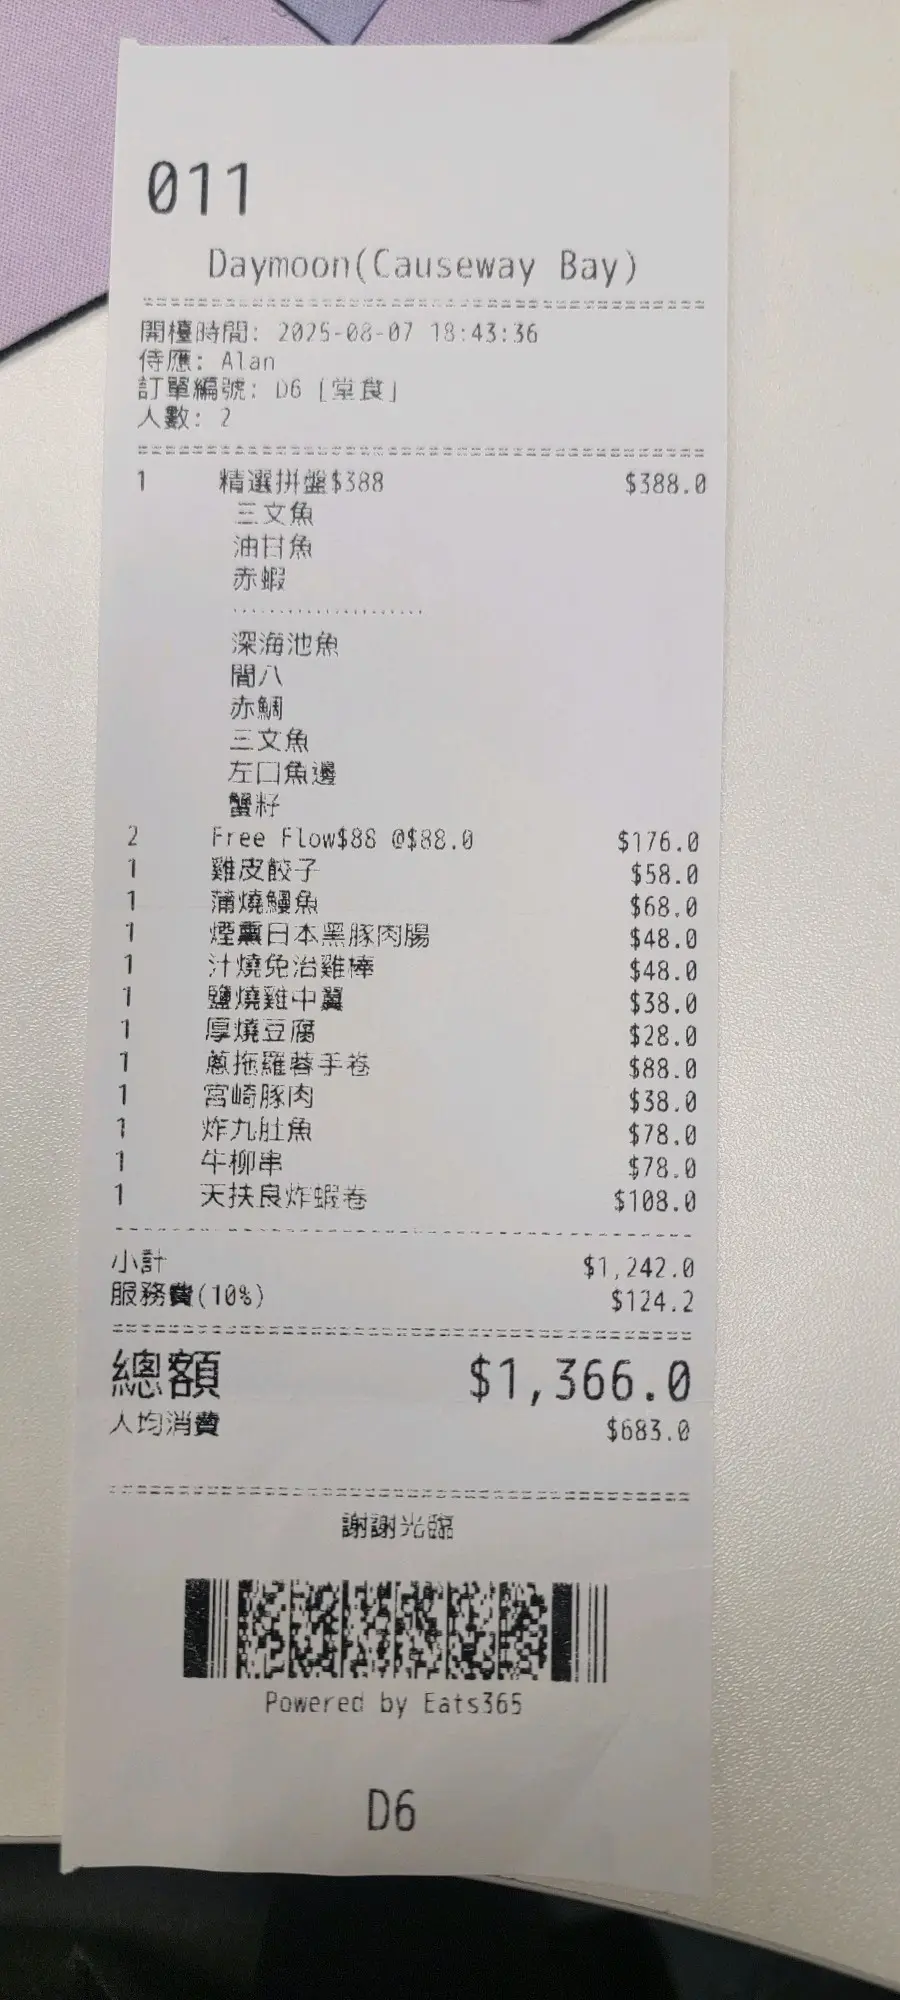 011
Daymoon(Causeway Bay)
開檯時間: 2025-08-07 18:43:36
侍應: Alan
訂單編號: D6 [堂食]
人數: 2
1 精選拼盤$388 $388.0
三文魚
油甘魚
赤蝦
深海池魚
間八
赤鯛
三文魚
左口魚邊
蟹籽
2 Free Flow$88 @$88.0 $176.0
1 雞皮餃子 $58.0
1 蒲燒鰻魚 $68.0
1 煙薰日本黑豚肉腸 $48.0
1 汁燒免治雞棒 $48.0
1 鹽燒雞中翼 $38.0
1 厚燒豆腐 $28.0
1 蔥拖羅蓉手卷 $88.0
1 宮崎豚肉 $38.0
1 炸九肚魚 $78.0
1 牛柳串 $78.0
1 天扶良炸蝦卷 $108.0
小計 $1,242.0
服務費(10%) $124.2
總額 $1,366.0
人均消費 $683.0
謝謝光臨
Powered by Eats365
D6